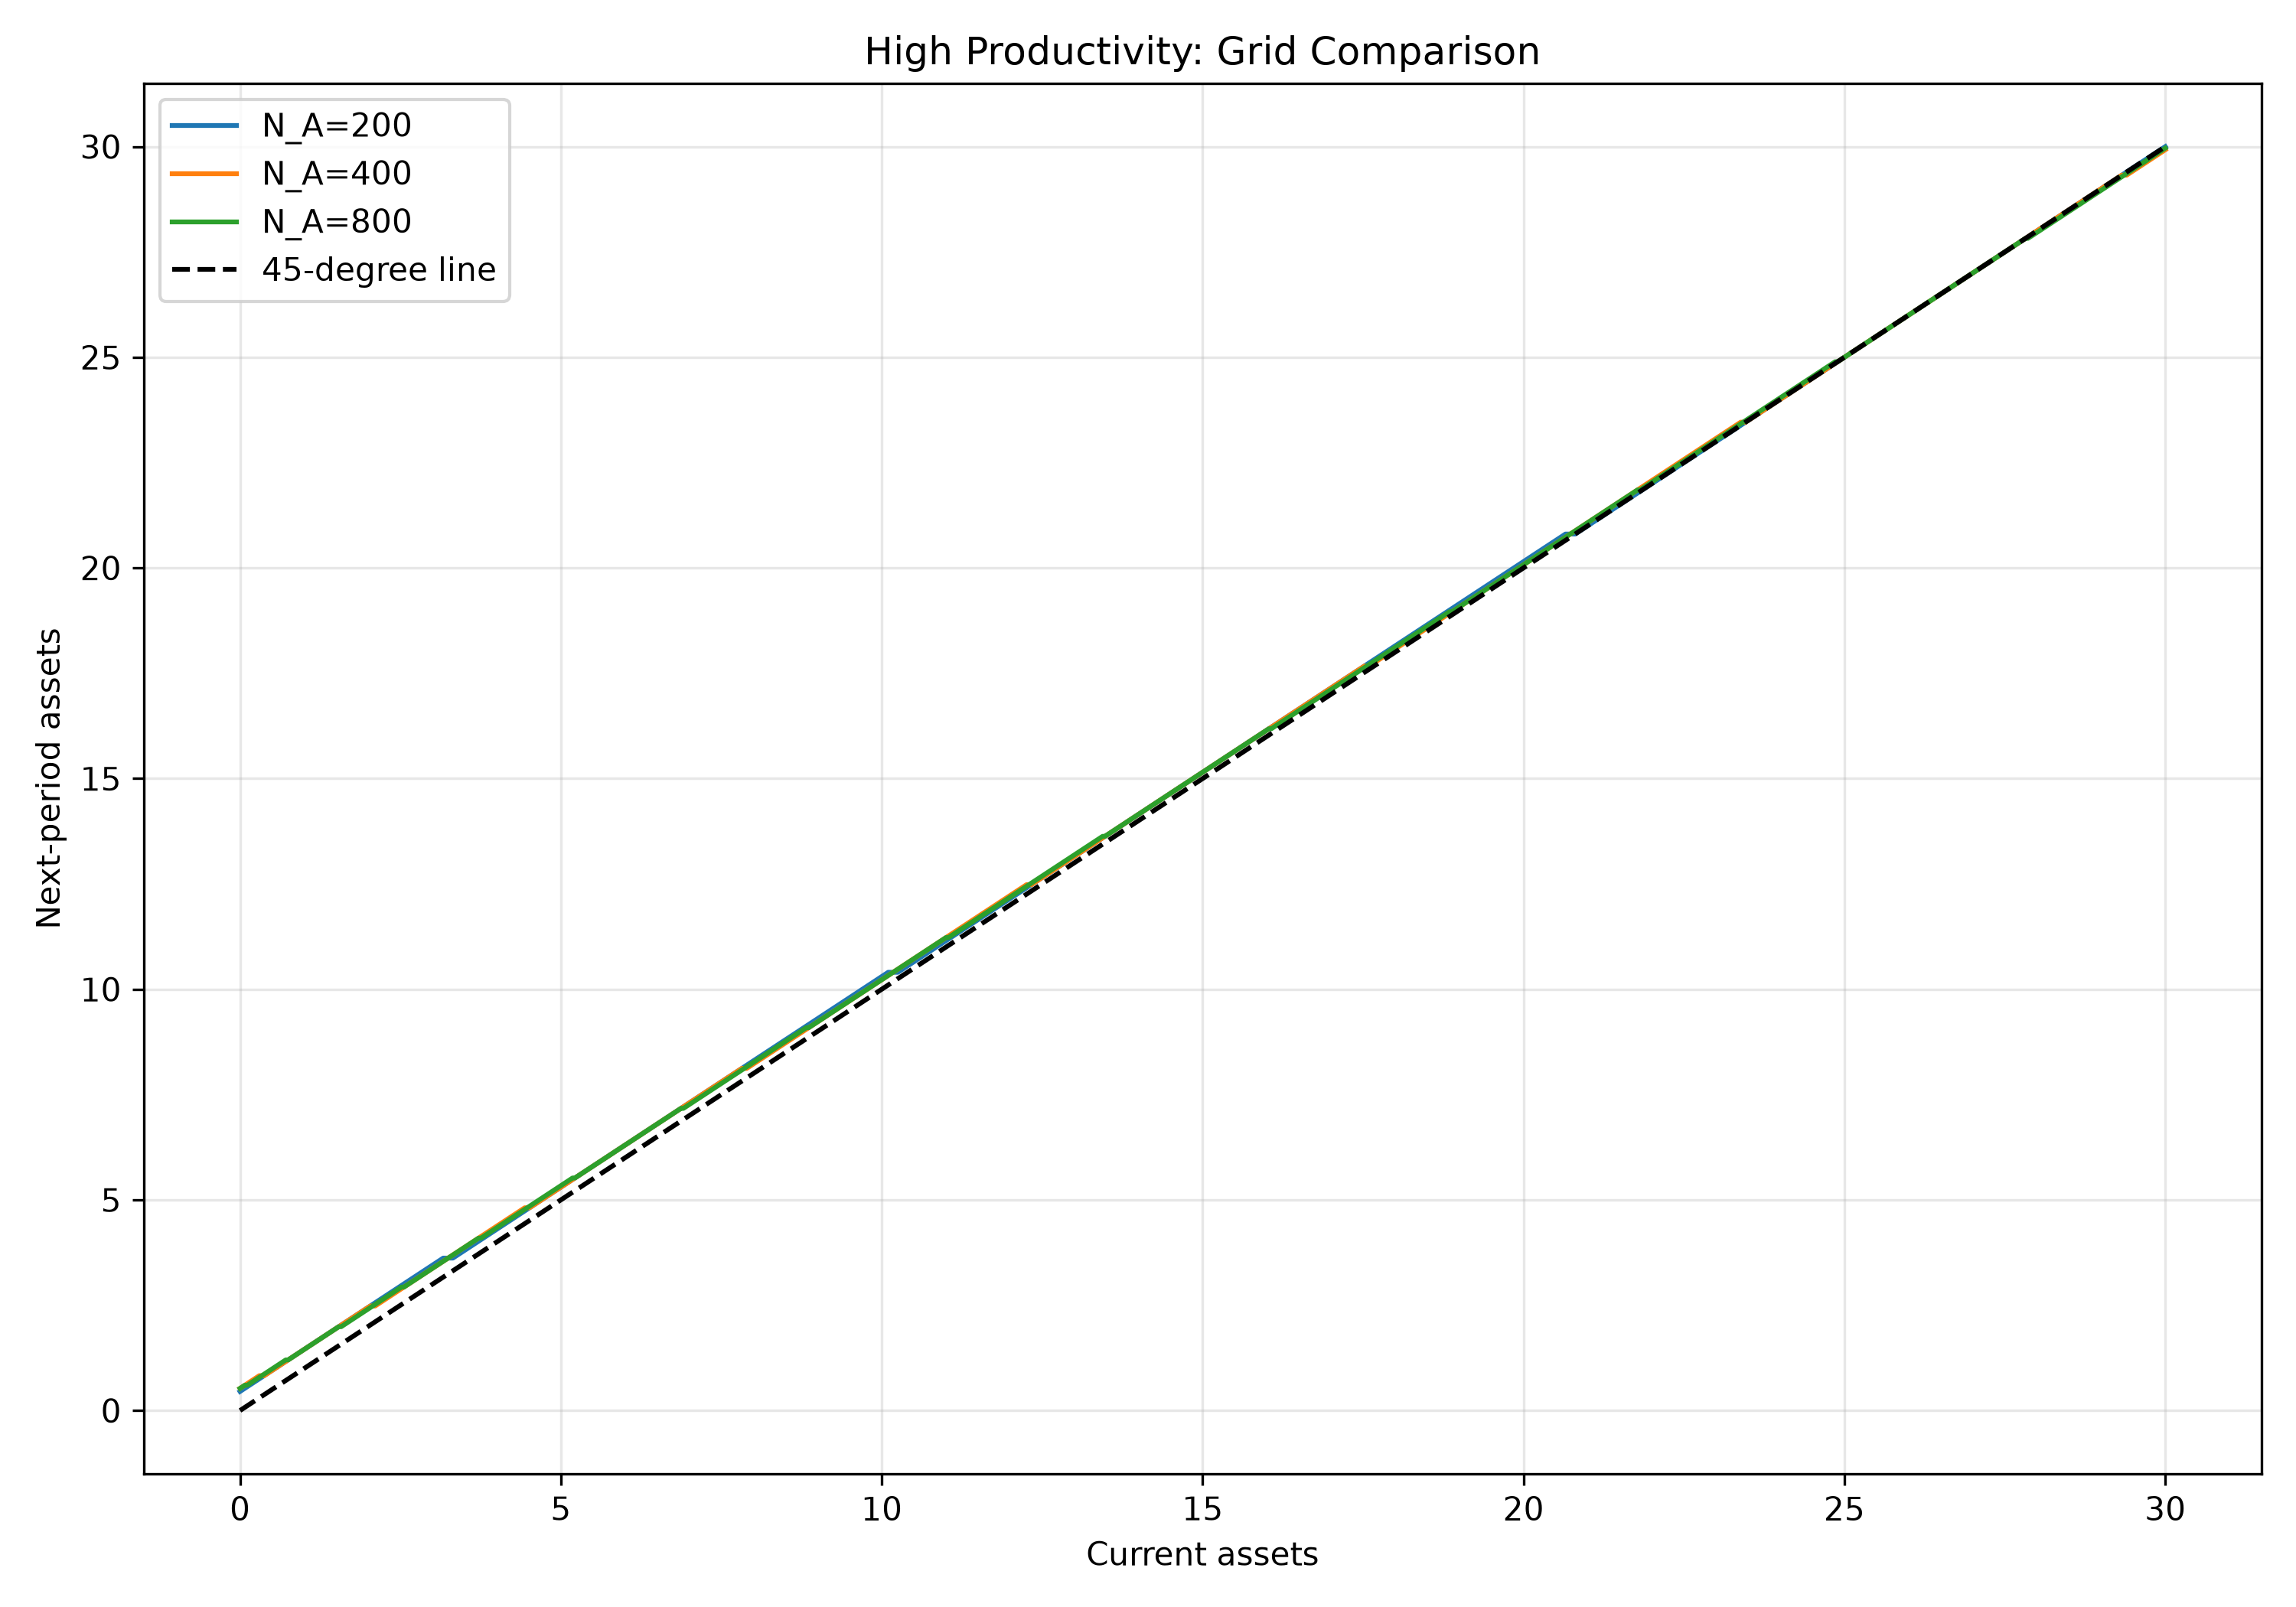 High Productivity: Grid Comparison
N_A=200
N_A=400
N_A=800
45-degree line
30
25
20
15
10
5
0
Next-period assets
0 5 10 15 20 25 30
Current assets